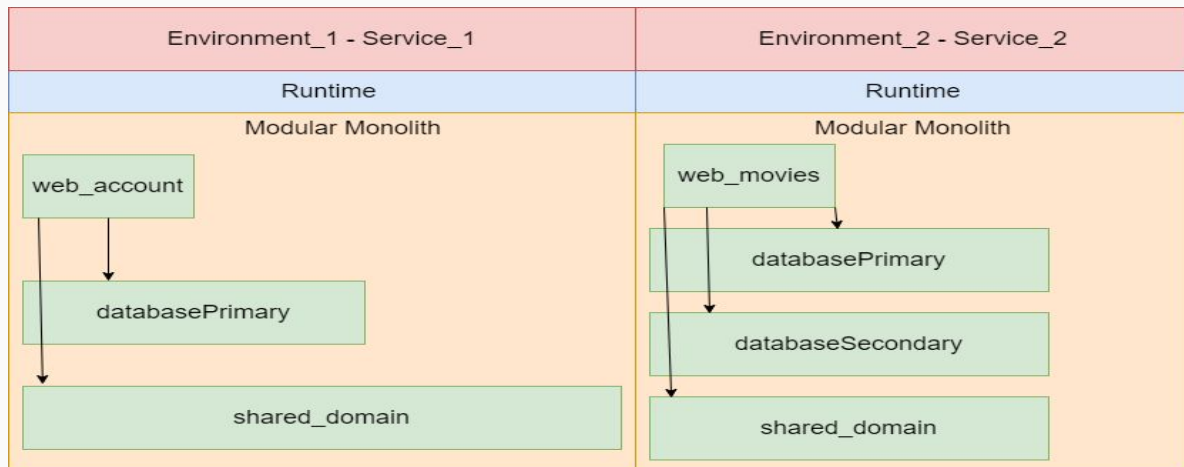 Environment_1 - Service_1
Environment_2 - Service_2
Runtime
Runtime
Modular Monolith
Modular Monolith
web_account
databasePrimary
shared_domain
web_movies
databasePrimary
databaseSecondary
shared_domain